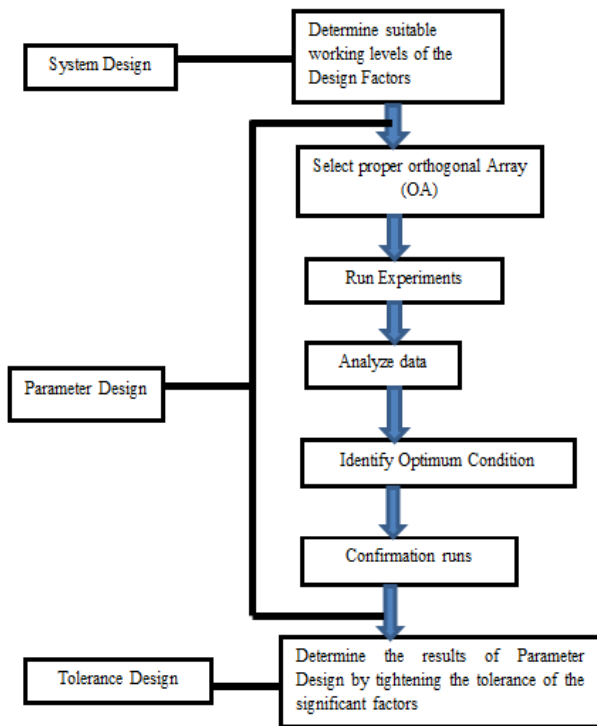 Determine suitable
working levels of the
Design Factors
System Design
Select proper orthogonal Array
(OA)
Run Experiments
Analyze data
Parameter Design
Identify Optimum Condition
Confirmation runs
Determine the results of Parameter
Design by tightening the tolerance of the
significant factors
Tolerance Design